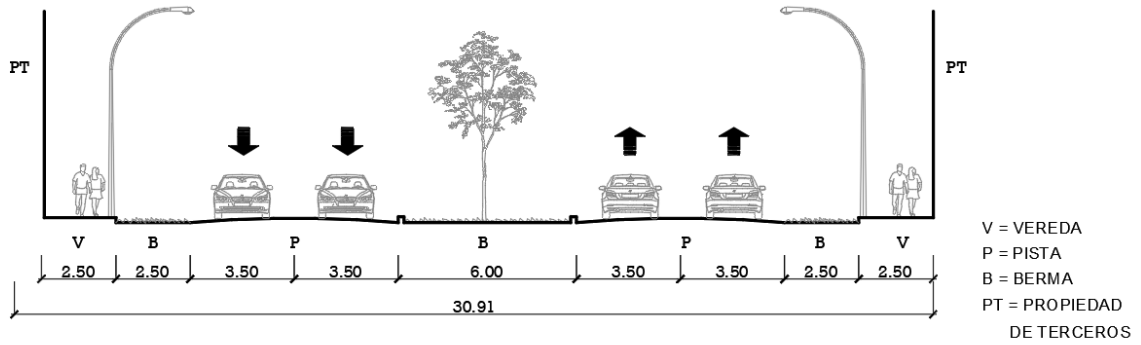 PT
PT
V B P B P B V
2.50 2.50 3.50 3.50 6.00 3.50 3.50 2.50 2.50
30.91
V = VEREDA
P = PISTA
B = BERMA
PT = PROPIEDAD
DE TERCEROS